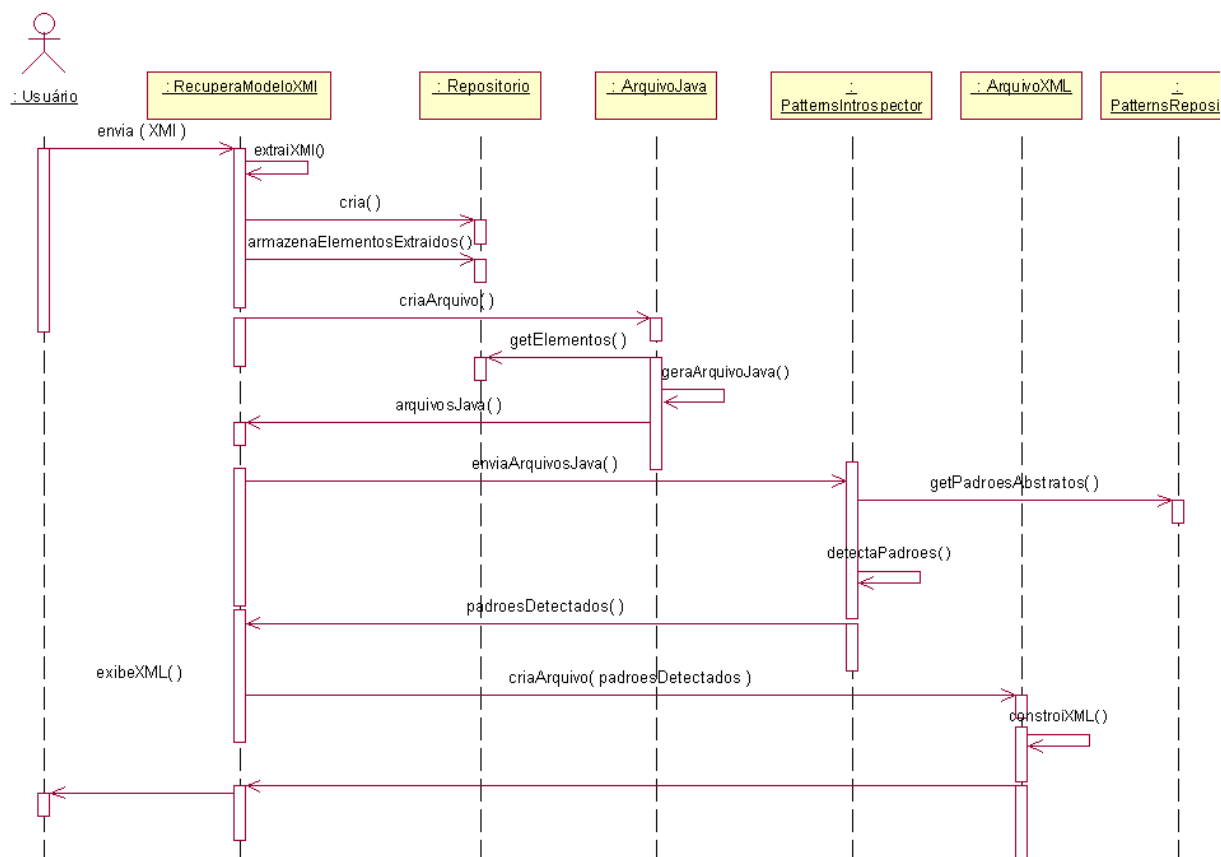 : Usuário
: RecuperaModeloXMI
: Repositorio
: ArquivoJava
:
PatternsIntrospector
: ArquivoXML
:
envia ( XMI )
extraiXMI()
cria( )
armazenaElementosExtraidos( )
criaArquivo( )
getElementos( )
geraArquivoJava( )
arquivosJava( )
enviaArquivosJava( )
getPadroesAbstratos( )
detectaPadroes( )
padroesDetectados( )
exibeXML( )
criaArquivo( padroesDetectados )
constroiXML( )